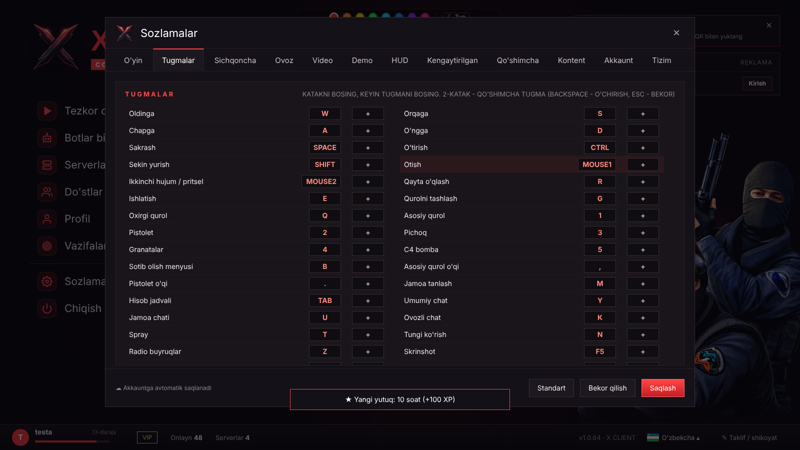 Sozlamalar
×
O'yin Tugmalar Sichqoncha Ovoz Video Demo HUD Kengaytirilgan Qo'shimcha Kontent Akkaunt Tizim
TUGMALAR
KATAKNI BOSING, KEYIN TUGMANI BOSING. 2-KATAK - QO'SHIMCHA TUGMA (BACKSPACE - O'CHIRISH, ESC - BEKOR)
Oldinga W + Orqaga S +
Chapga A + O'ngga D +
Sakrash SPACE + O'tirish CTRL +
Sekin yurish SHIFT + Otish MOUSE1 +
Ikkinchi hujum / pritsel MOUSE2 + Qayta o'qlash R +
Ishlatish E + Qurolni tashlash G +
Oxirgi qurol Q + Asosiy qurol 1 +
Pistolet 2 + Pichoq 3 +
Granatalar 4 + C4 bomba 5 +
Sotib olish menyusi B + Asosiy qurol o'qi , +
Pistolet o'qi . + Jamoa tanlash M +
Hisob jadvali TAB + Umumiy chat Y +
Jamoa chati U + Ovozli chat K +
Spray T + Tungi ko'rish N +
Radio buyruqlar Z + Skrinshot F5 +
Akkauntga avtomatik saqlanadi
Standart Bekor qilish Saqlash
★ Yangi yutuq: 10 soat (+100 XP)
Tezkor o
Botlar bi
Serverla
Do'stlar
Profil
Vazifalar
Sozlama
Chiqish
QR bilan yuklang
REKLAMA
Kirish
T testa
VIP Onlayn 48 Serverlar 4
v1.0.64 · X CLIENT O'zbekcha ▴ ✎ Taklif / shikoyat